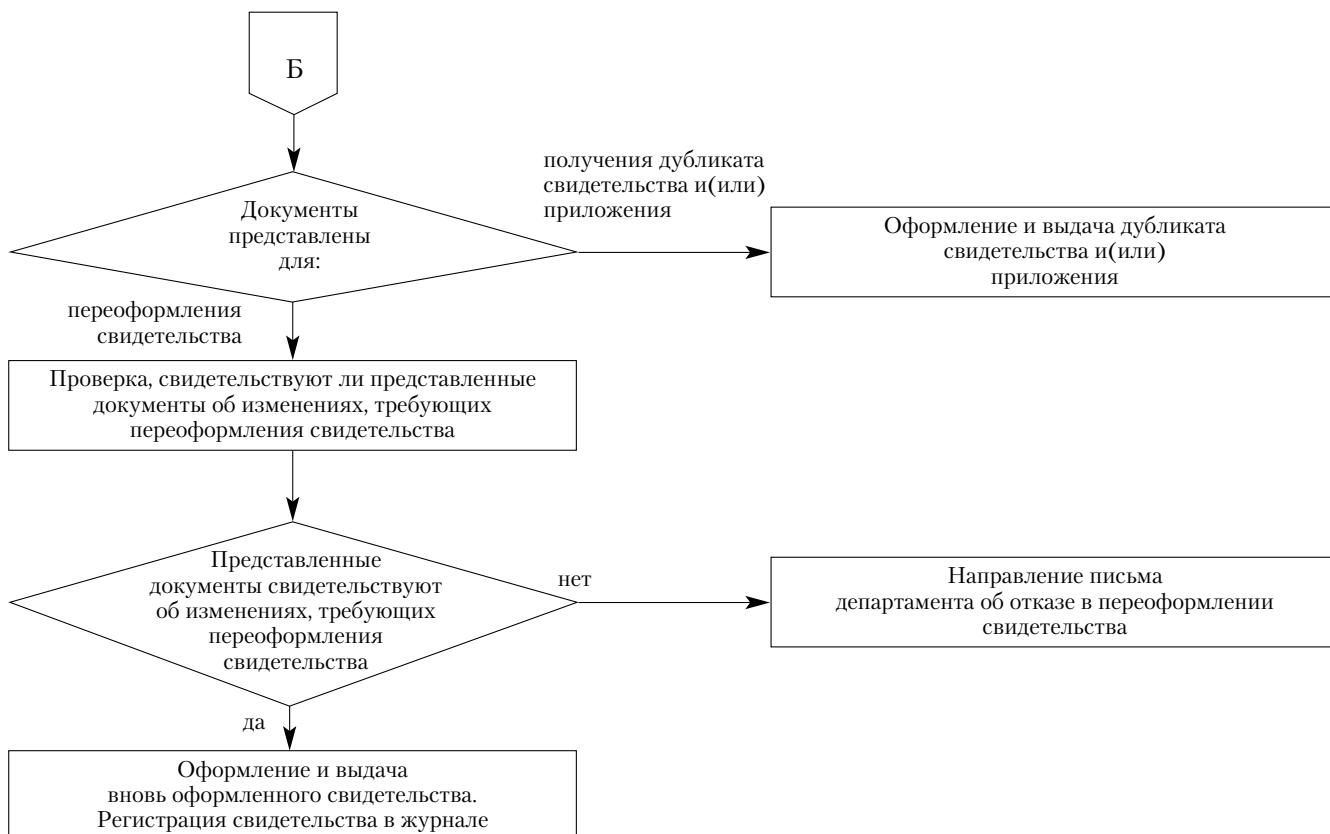 Б
получения дубликата
свидетельства и(или)
приложения
Документы
представлены
для:
Оформление и выдача дубликата
свидетельства и(или)
приложения
переоформления
свидетельства
Проверка, свидетельствуют ли представленные
документы об изменениях, требующих
переоформления свидетельства
Представленные
документы свидетельствуют
об изменениях, требующих
переоформления
свидетельства
нет
Направление письма
департамента об отказе в переоформлении
свидетельства
да
Оформление и выдача
вновь оформленного свидетельства.
Регистрация свидетельства в журнале